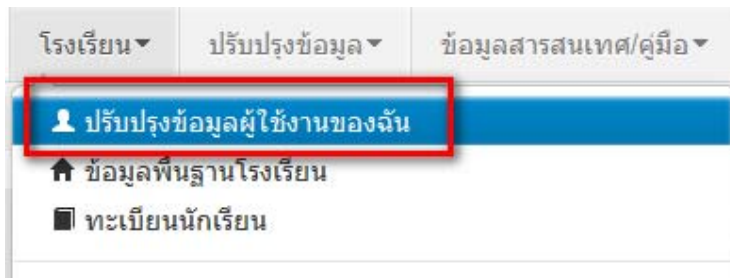 โรงเรียน ปรับปรุงข้อมูล ข้อมูลสารสนเทศ/คู่มือ
ปรับปรุงข้อมูลผู้ใช้งานของฉัน
ข้อมูลพื้นฐานโรงเรียน
ทะเบียนนักเรียน